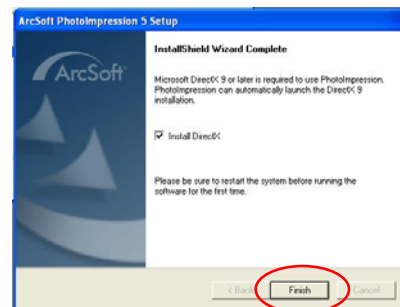 ArcSoft PhotoImpression 5 Setup
ArcSoft
InstallShield Wizard Complete
Microsoft DirectX 9 or later is required to use PhotoImpression.
PhotoImpression can automatically launch the DirectX 9
installation.
Install DirectX
Please be sure to restart the system before running the
software for the first time.
< Back Finish Cancel